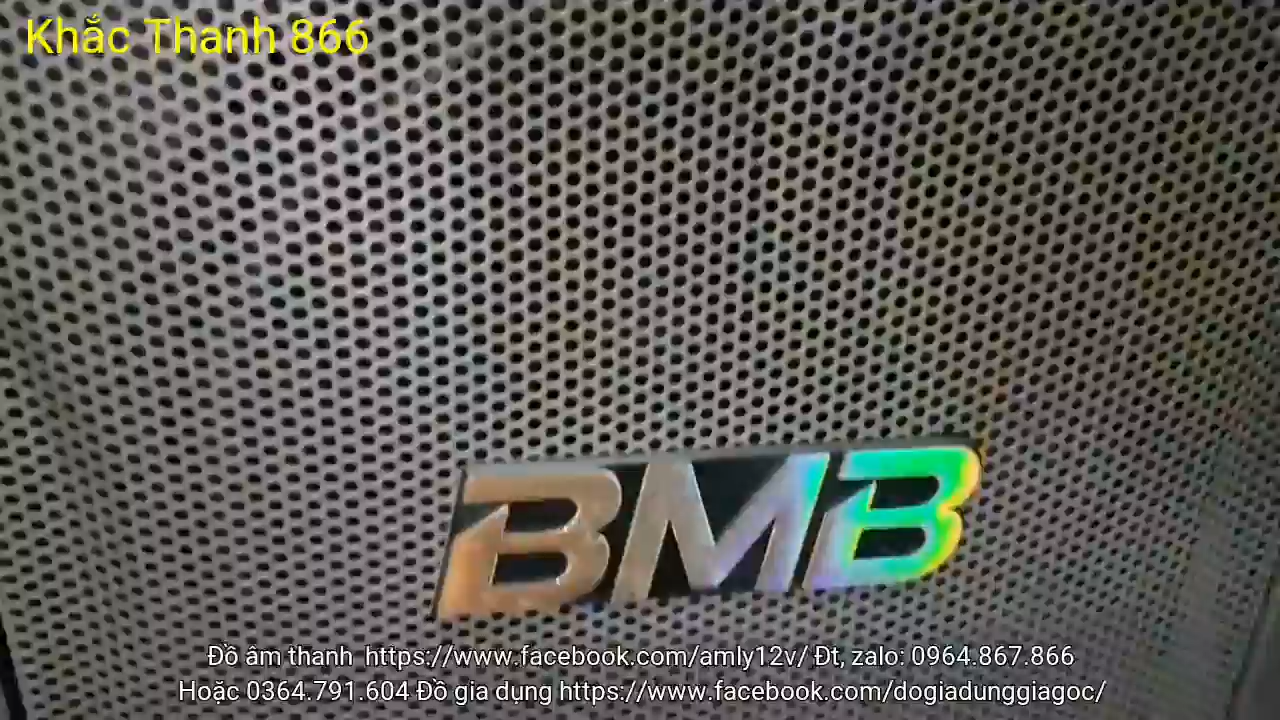 Khắc Thanh 866
BMB
Đồ âm thanh https://www.facebook.com/amly12v/ Đt, zalo: 0964.867.866
Hoặc 0364.791.604 Đồ gia dụng https://www.facebook.com/dogiadunggiagoc/